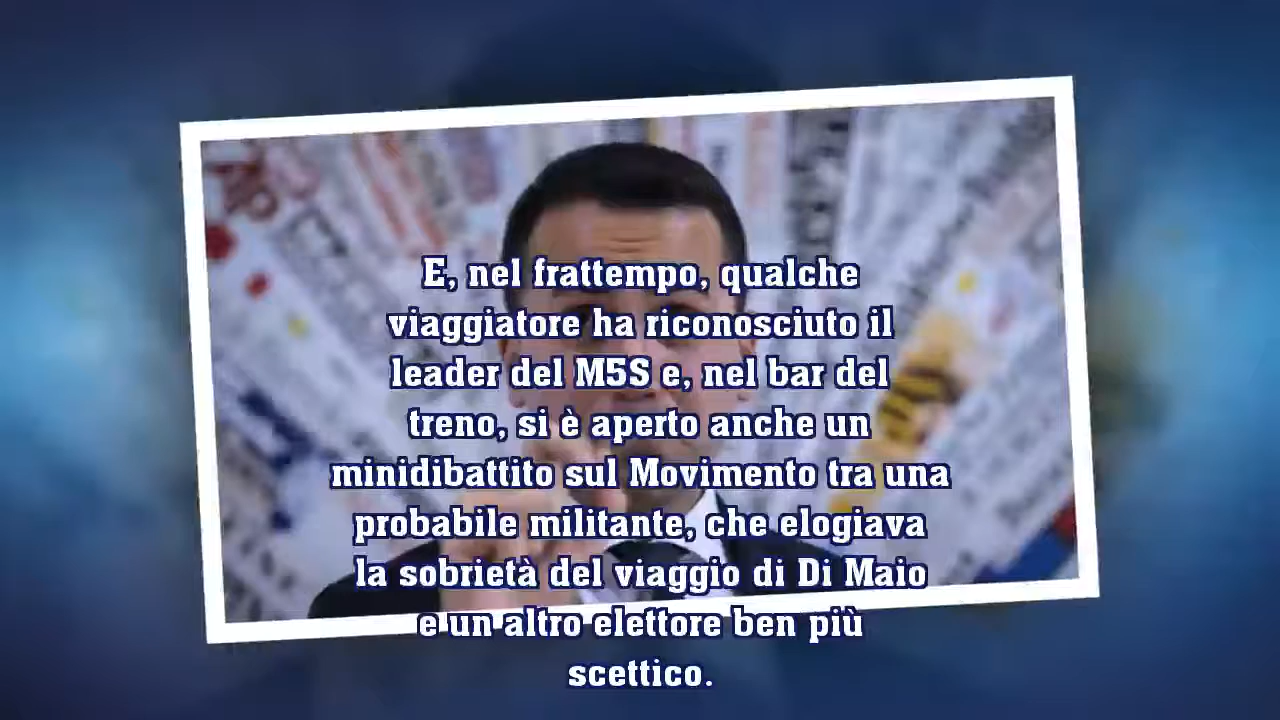 E, nel frattempo, qualche
viaggiatore ha riconosciuto il
leader del M5S e, nel bar del
treno, si è aperto anche un
minidibattito sul Movimento tra una
probabile militante, che elogiava
la sobrietà del viaggio di Di Maio
e un altro elettore ben più
scettico.